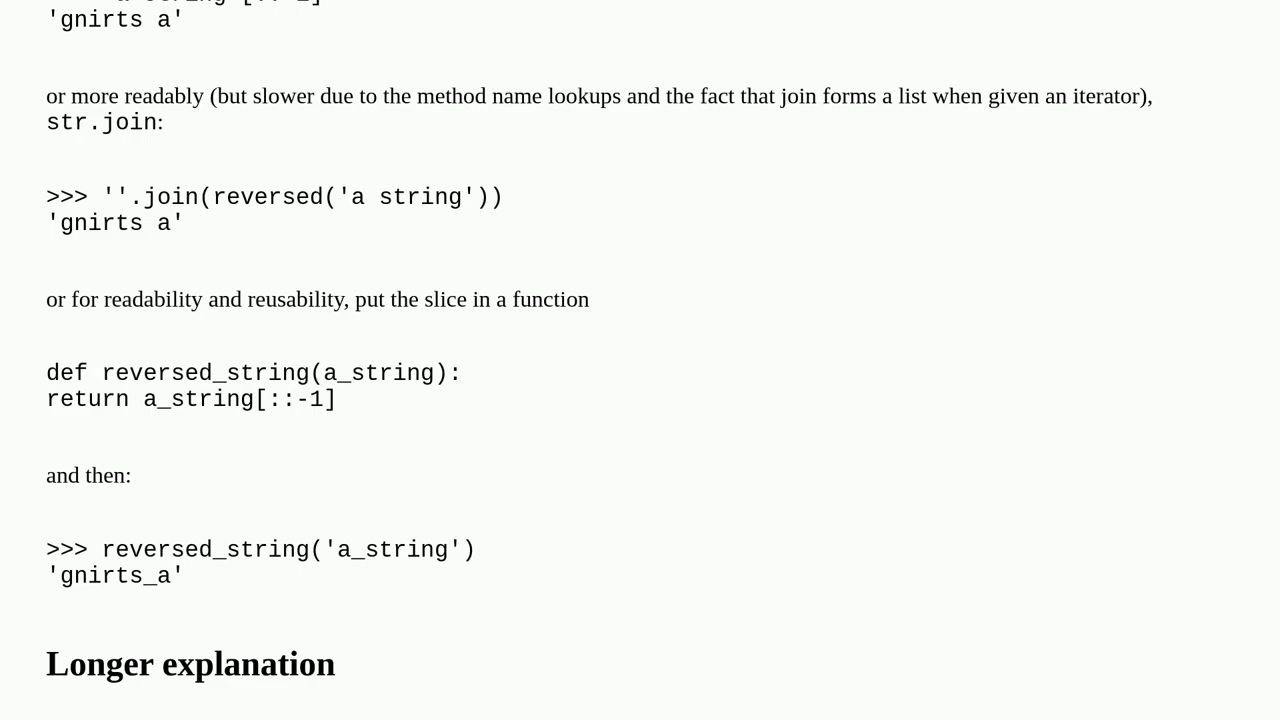 'gnirts a'
or more readably (but slower due to the method name lookups and the fact that join forms a list when given an iterator),
str.join:
>>> ''.join(reversed('a string'))
'gnirts a'
or for readability and reusability, put the slice in a function
def reversed_string(a_string):
return a_string[::-1]
and then:
>>> reversed_string('a_string')
'gnirts_a'
Longer explanation